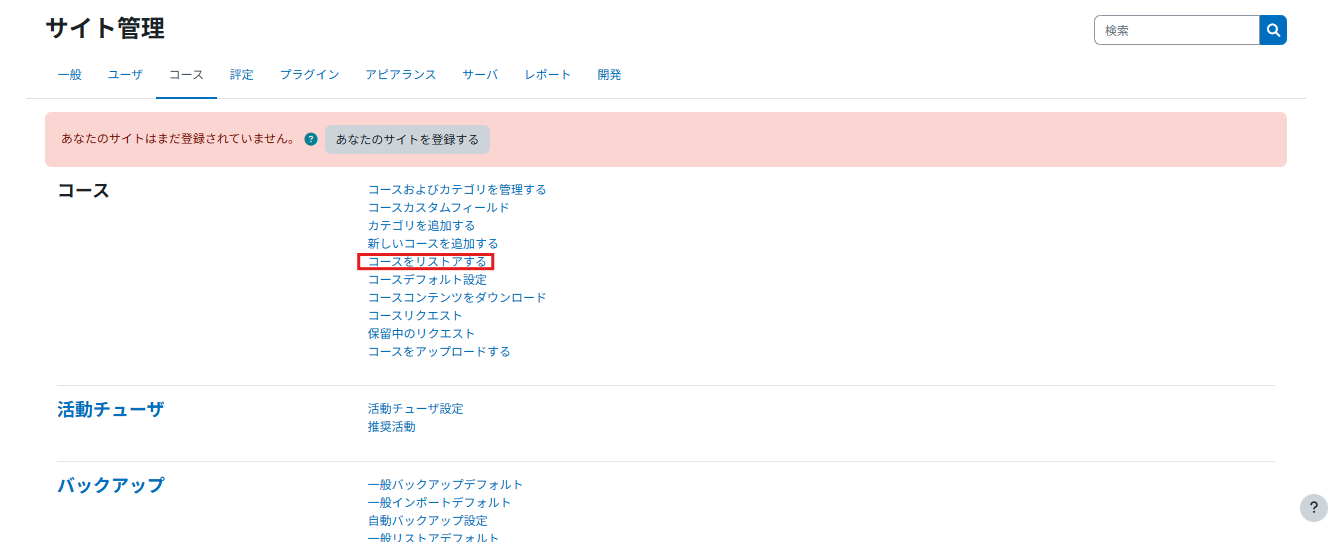 サイト管理
検索
一般 ユーザ コース 評定 プラグイン アピアランス サーバ レポート 開発
あなたのサイトはまだ登録されていません。 ? あなたのサイトを登録する
コース
コースおよびカテゴリを管理する
コースカスタムフィールド
カテゴリを追加する
新しいコースを追加する
コースをリストアする
コースデフォルト設定
コースコンテンツをダウンロード
コースリクエスト
保留中のリクエスト
コースをアップロードする
活動チューザ
活動チューザ設定
推奨活動
バックアップ
一般バックアップデフォルト
一般インポートデフォルト
自動バックアップ設定
一般リストアデフォルト
?